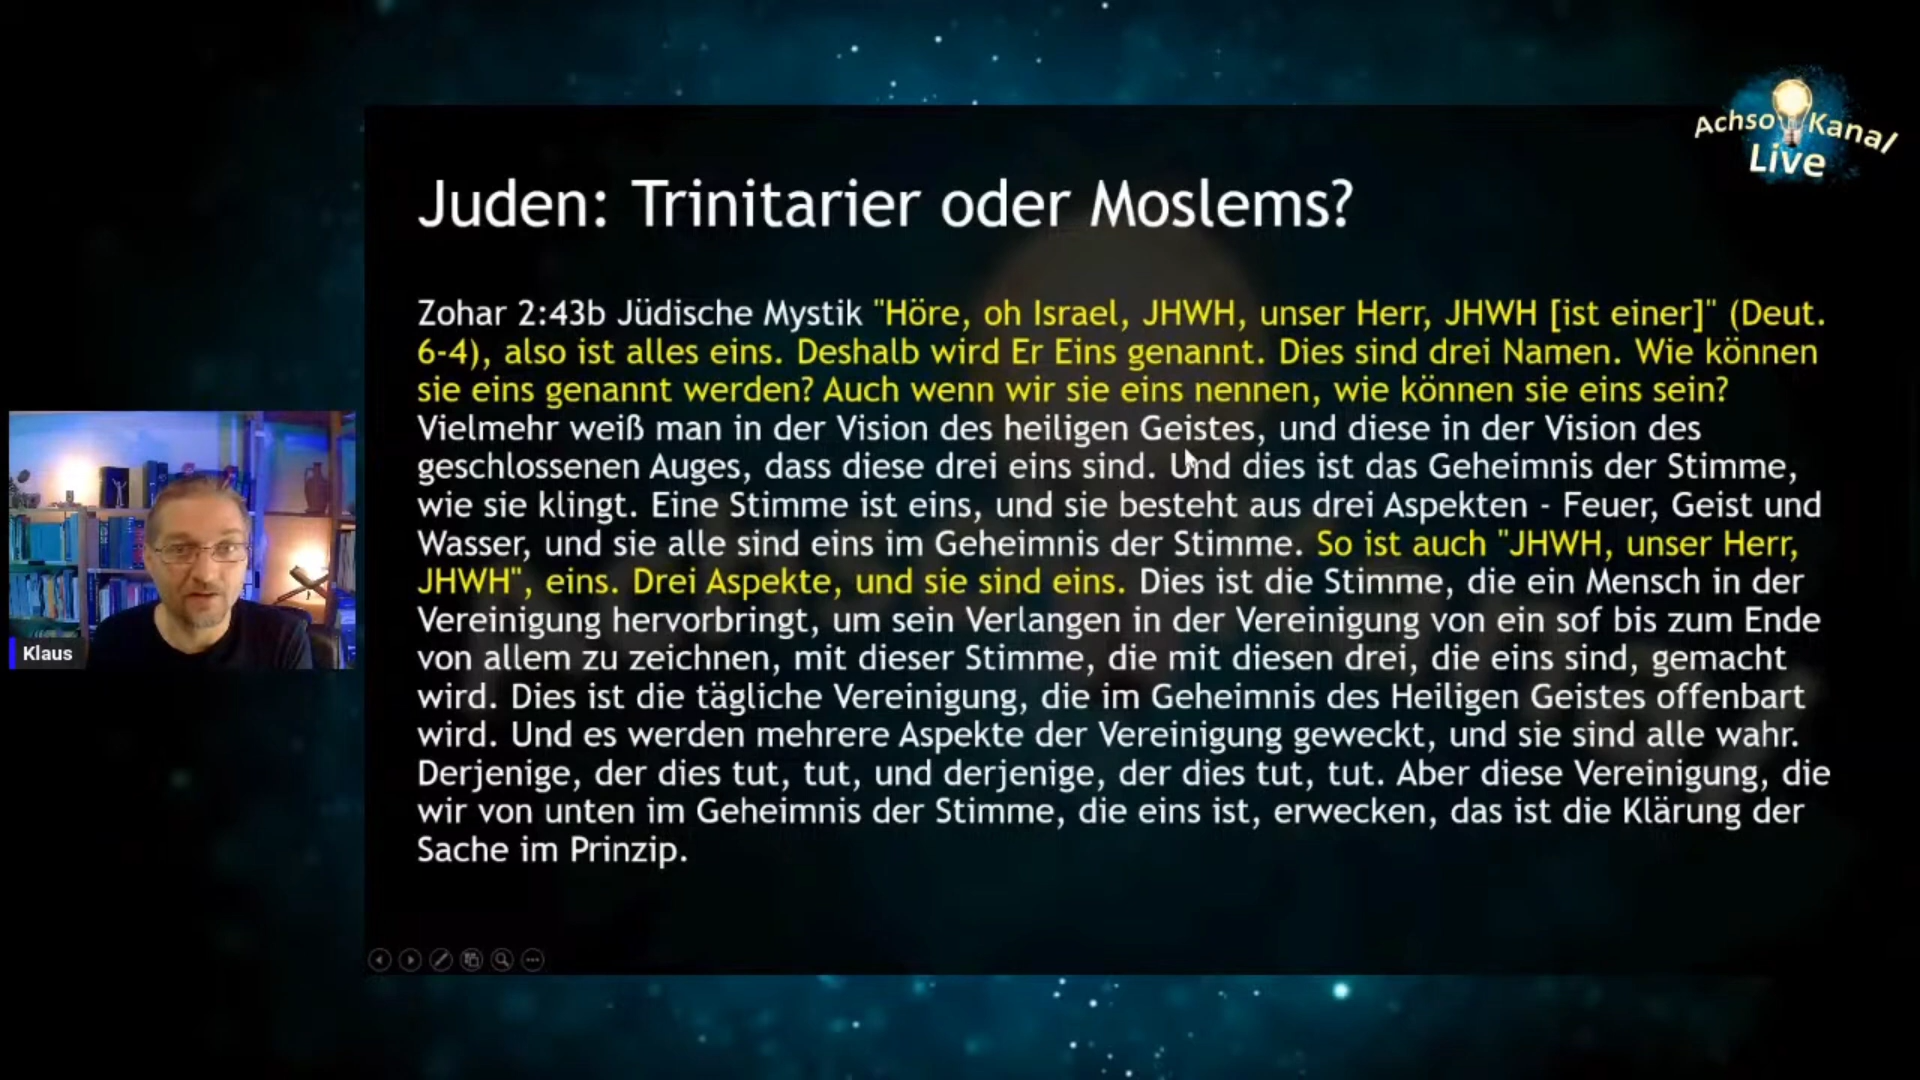 Achso Kanal
Live
Juden: Trinitarier oder Moslems?
Zohar 2:43b Jüdische Mystik "Höre, oh Israel, JHWH, unser Herr, JHWH [ist einer]" (Deut.
6-4), also ist alles eins. Deshalb wird Er Eins genannt. Dies sind drei Namen. Wie können
sie eins genannt werden? Auch wenn wir sie eins nennen, wie können sie eins sein?
Vielmehr weiß man in der Vision des heiligen Geistes, und diese in der Vision des
geschlossenen Auges, dass diese drei eins sind. Und dies ist das Geheimnis der Stimme,
wie sie klingt. Eine Stimme ist eins, und sie besteht aus drei Aspekten - Feuer, Geist und
Wasser, und sie alle sind eins im Geheimnis der Stimme. So ist auch "JHWH, unser Herr,
JHWH", eins. Drei Aspekte, und sie sind eins. Dies ist die Stimme, die ein Mensch in der
Vereinigung hervorbringt, um sein Verlangen in der Vereinigung von ein sof bis zum Ende
von allem zu zeichnen, mit dieser Stimme, die mit diesen drei, die eins sind, gemacht
wird. Dies ist die tägliche Vereinigung, die im Geheimnis des Heiligen Geistes offenbart
wird. Und es werden mehrere Aspekte der Vereinigung geweckt, und sie sind alle wahr.
Derjenige, der dies tut, tut, und derjenige, der dies tut, tut. Aber diese Vereinigung, die
wir von unten im Geheimnis der Stimme, die eins ist, erwecken, das ist die Klärung der
Sache im Prinzip.
Klaus